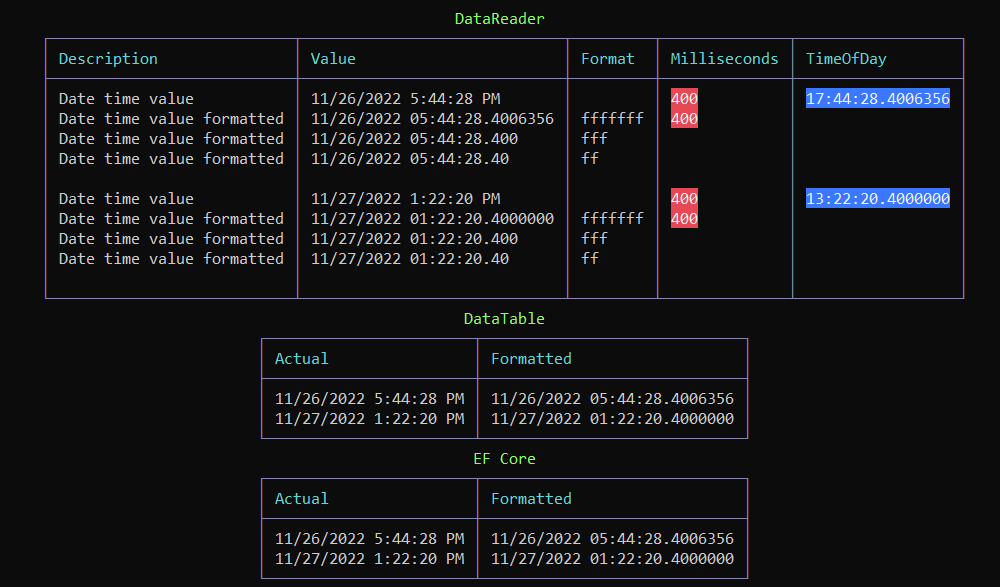 DataReader
Description Value Format Milliseconds TimeOfDay
Date time value 11/26/2022 5:44:28 PM 400 17:44:28.4006356
Date time value formatted 11/26/2022 05:44:28.4006356 fffffff 400
Date time value formatted 11/26/2022 05:44:28.400 fff
Date time value formatted 11/26/2022 05:44:28.40 ff
Date time value 11/27/2022 1:22:20 PM 400 13:22:20.4000000
Date time value formatted 11/27/2022 01:22:20.4000000 fffffff 400
Date time value formatted 11/27/2022 01:22:20.400 fff
Date time value formatted 11/27/2022 01:22:20.40 ff
DataTable
Actual Formatted
11/26/2022 5:44:28 PM 11/26/2022 05:44:28.4006356
11/27/2022 1:22:20 PM 11/27/2022 01:22:20.4000000
EF Core
Actual Formatted
11/26/2022 5:44:28 PM 11/26/2022 05:44:28.4006356
11/27/2022 1:22:20 PM 11/27/2022 01:22:20.4000000